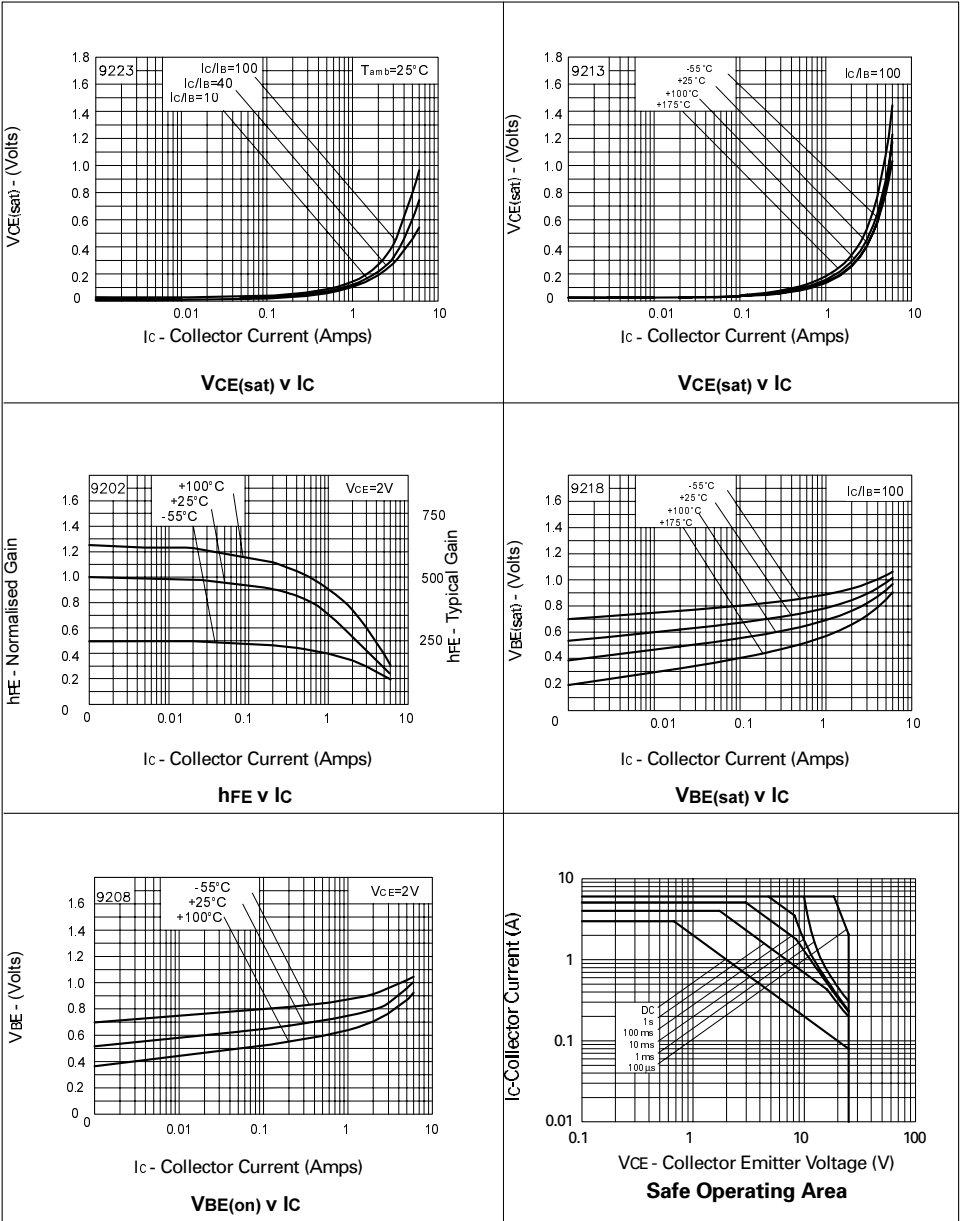 9223
IC/IB=100
IC/IB=40
IC/IB=10
Tamb=25°C
1.8
1.6
1.4
1.2
1.0
0.8
0.6
0.4
0.2
0
0.01
0.1
1
10
VCE(sat) - (Volts)
IC - Collector Current (Amps)
VCE(sat) v IC
9213
-55°C
+25°C
+100°C
+175°C
IC/IB=100
1.8
1.6
1.4
1.2
1.0
0.8
0.6
0.4
0.2
0
0.01
0.1
1
10
VCE(sat) - (Volts)
IC - Collector Current (Amps)
VCE(sat) v IC
9202
+100°C
+25°C
-55°C
VCE=2V
1.6
1.4
1.2
1.0
0.8
0.6
0.4
0.2
0
750
500
250
0
0.01
0.1
1
10
hFE - Normalised Gain
hFE - Typical Gain
IC - Collector Current (Amps)
hFE v IC
9218
-55°C
+25°C
+100°C
+175°C
IC/IB=100
1.6
1.4
1.2
1.0
0.8
0.6
0.4
0.2
0
0.01
0.1
1
10
VBE(sat) - (Volts)
IC - Collector Current (Amps)
VBE(sat) v IC
9208
-55°C
+25°C
+100°C
VCE=2V
1.6
1.4
1.2
1.0
0.8
0.6
0.4
0.2
0
0
0.01
0.1
1
10
VBE - (Volts)
IC - Collector Current (Amps)
VBE(on) v IC
10
1
0.1
0.01
DC
1s
100ms
10ms
1ms
100µs
0.1
1
10
100
IC-Collector Current (A)
VCE - Collector Emitter Voltage (V)
Safe Operating Area